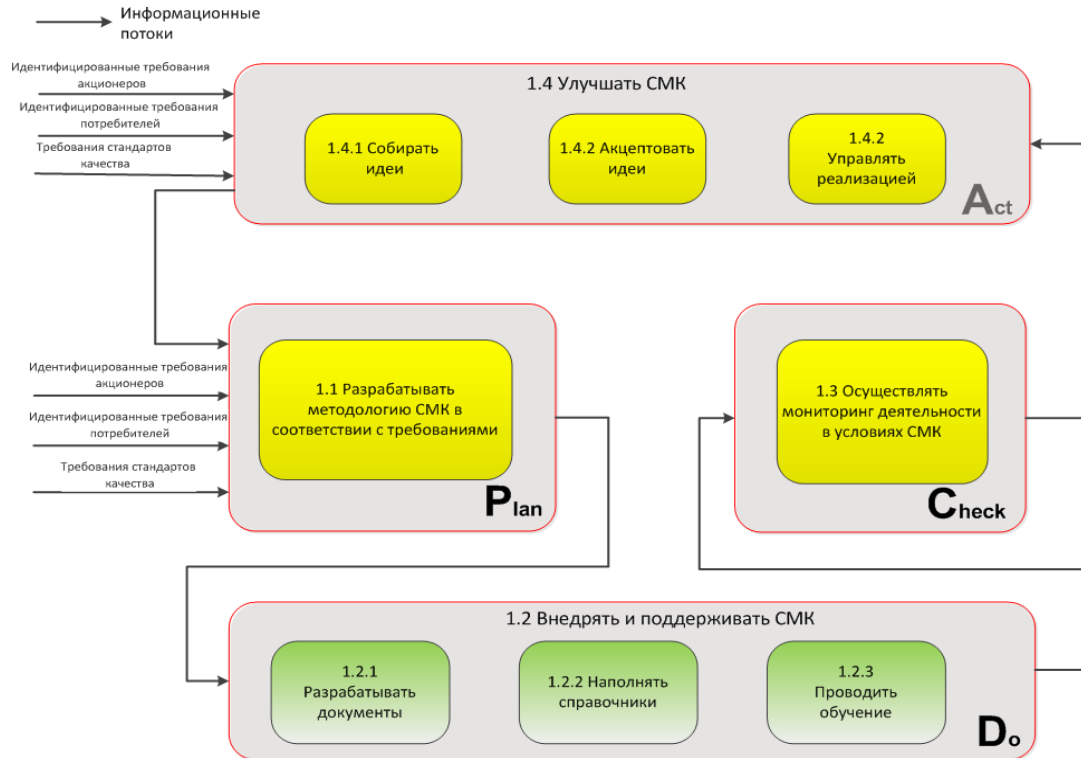 Информационные
потоки
Идентифицированные требования
акционеров
Идентифицированные требования
потребителей
Требования стандартов
качества
1.4 Улучшать СМК
1.4.1 Собирать
идеи
1.4.2 Акцептовать
идеи
1.4.2
Управлять
реализацией
Act
Идентифицированные требования
акционеров
Идентифицированные требования
потребителей
Требования стандартов
качества
1.1 Разрабатывать
методологию СМК в
соответствии с требованиями
Plan
1.3 Осуществлять
мониторинг деятельности
в условиях СМК
Check
1.2 Внедрять и поддерживать СМК
1.2.1
Разрабатывать
документы
1.2.2 Наполнять
справочники
1.2.3
Проводить
обучение
Do